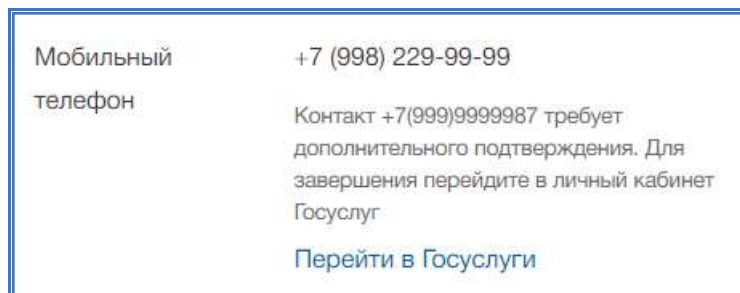 Мобильный телефон
+7 (998) 229-99-99
Контакт +7(999)9999987 требует
дополнительного подтверждения. Для
завершения перейдите в личный кабинет
Госуслуг
Перейти в Госуслуги